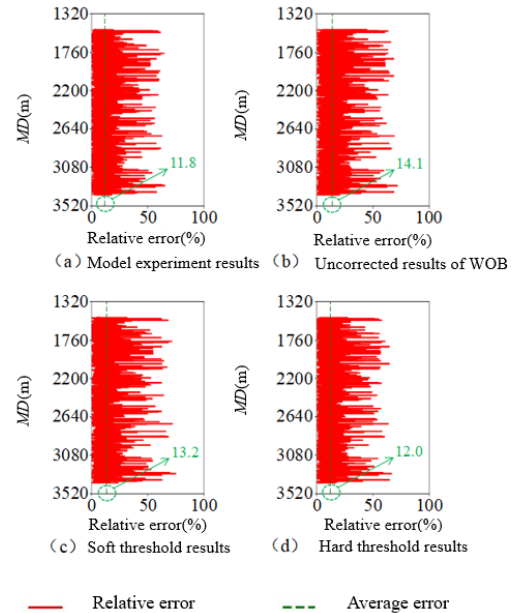 1320
1760
2200
2640
3080
3520
MD(m)
11.8
0 50 100
Relative error(%)
（a）Model experiment results
1320
1760
2200
2640
3080
3520
MD(m)
14.1
0 50 100
Relative error(%)
（b） Uncorrected results of WOB
1320
1760
2200
2640
3080
3520
MD(m)
13.2
0 50 100
Relative error(%)
（c） Soft threshold results
1320
1760
2200
2640
3080
3520
MD(m)
12.0
0 50 100
Relative error(%)
（d） Hard threshold results
Relative error
Average error